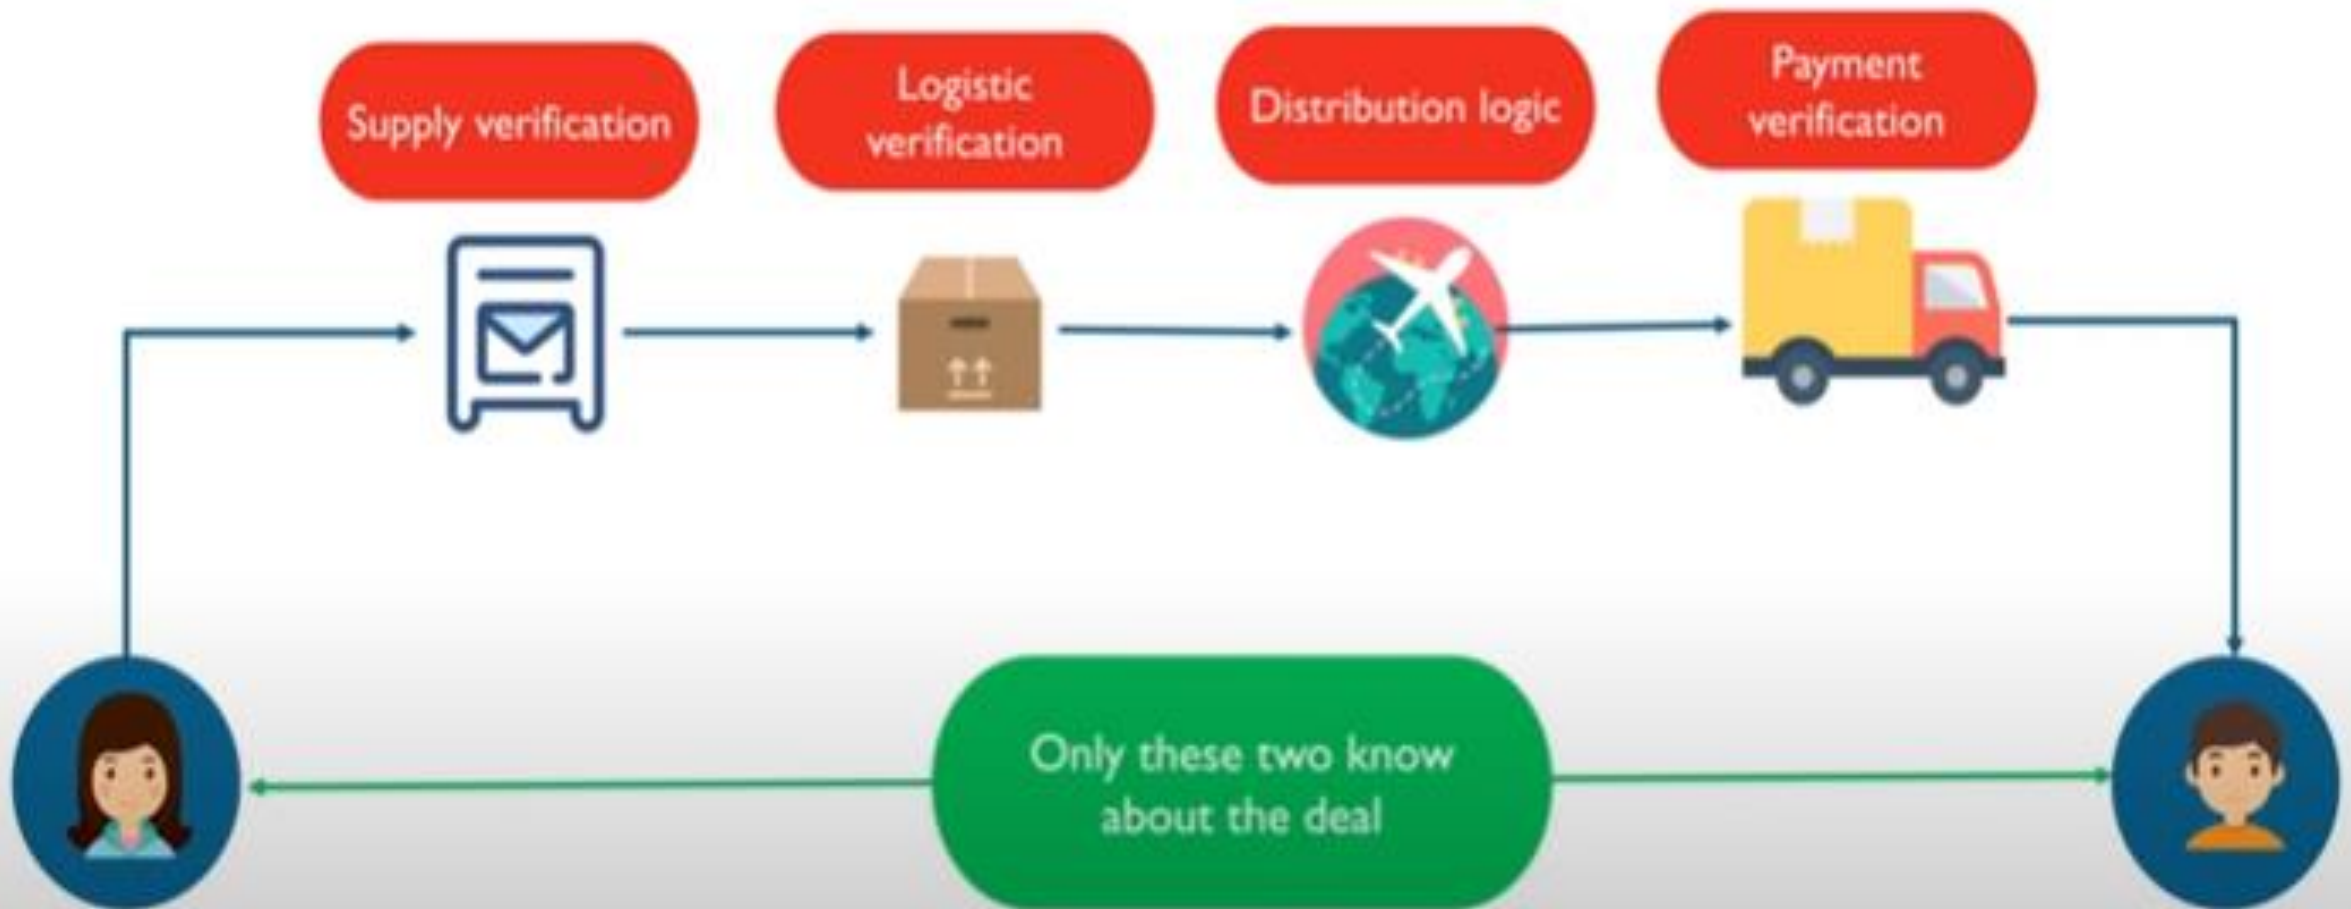 Supply verification
Logistic
verification
Distribution logic
Payment
verification
Only these two know
about the deal